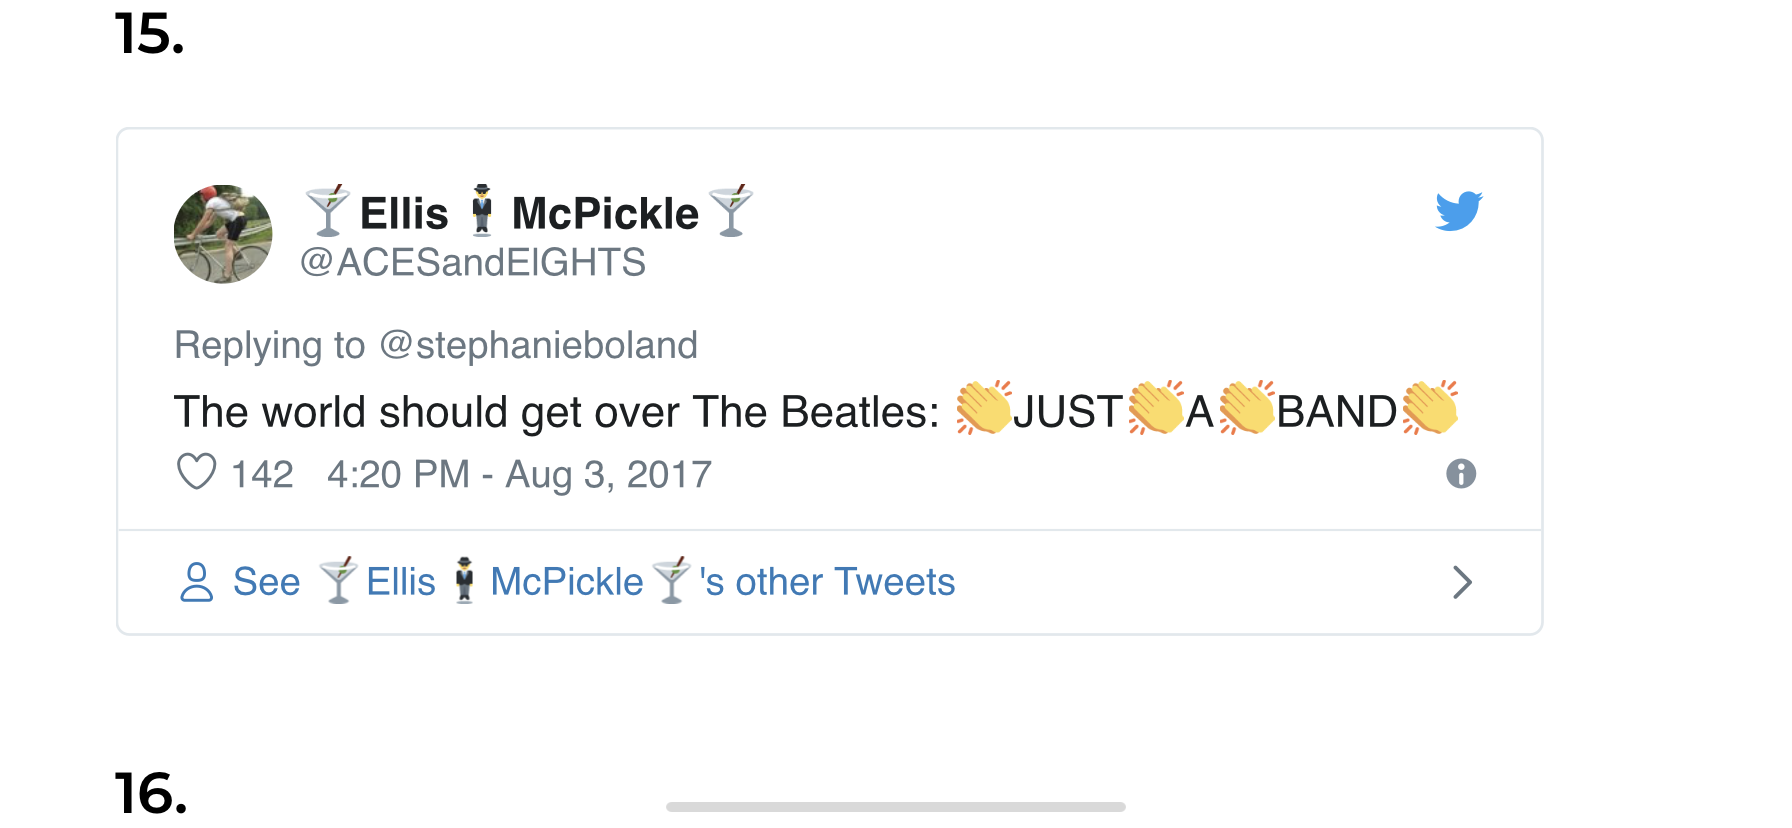 15.
🍸Ellis🕴McPickle🍸
@ACESandEIGHTS
Replying to @stephanieboland
The world should get over The Beatles: 👏JUST👏A👏BAND👏
142 4:20 PM - Aug 3, 2017
See 🍸Ellis🕴McPickle🍸's other Tweets
16.